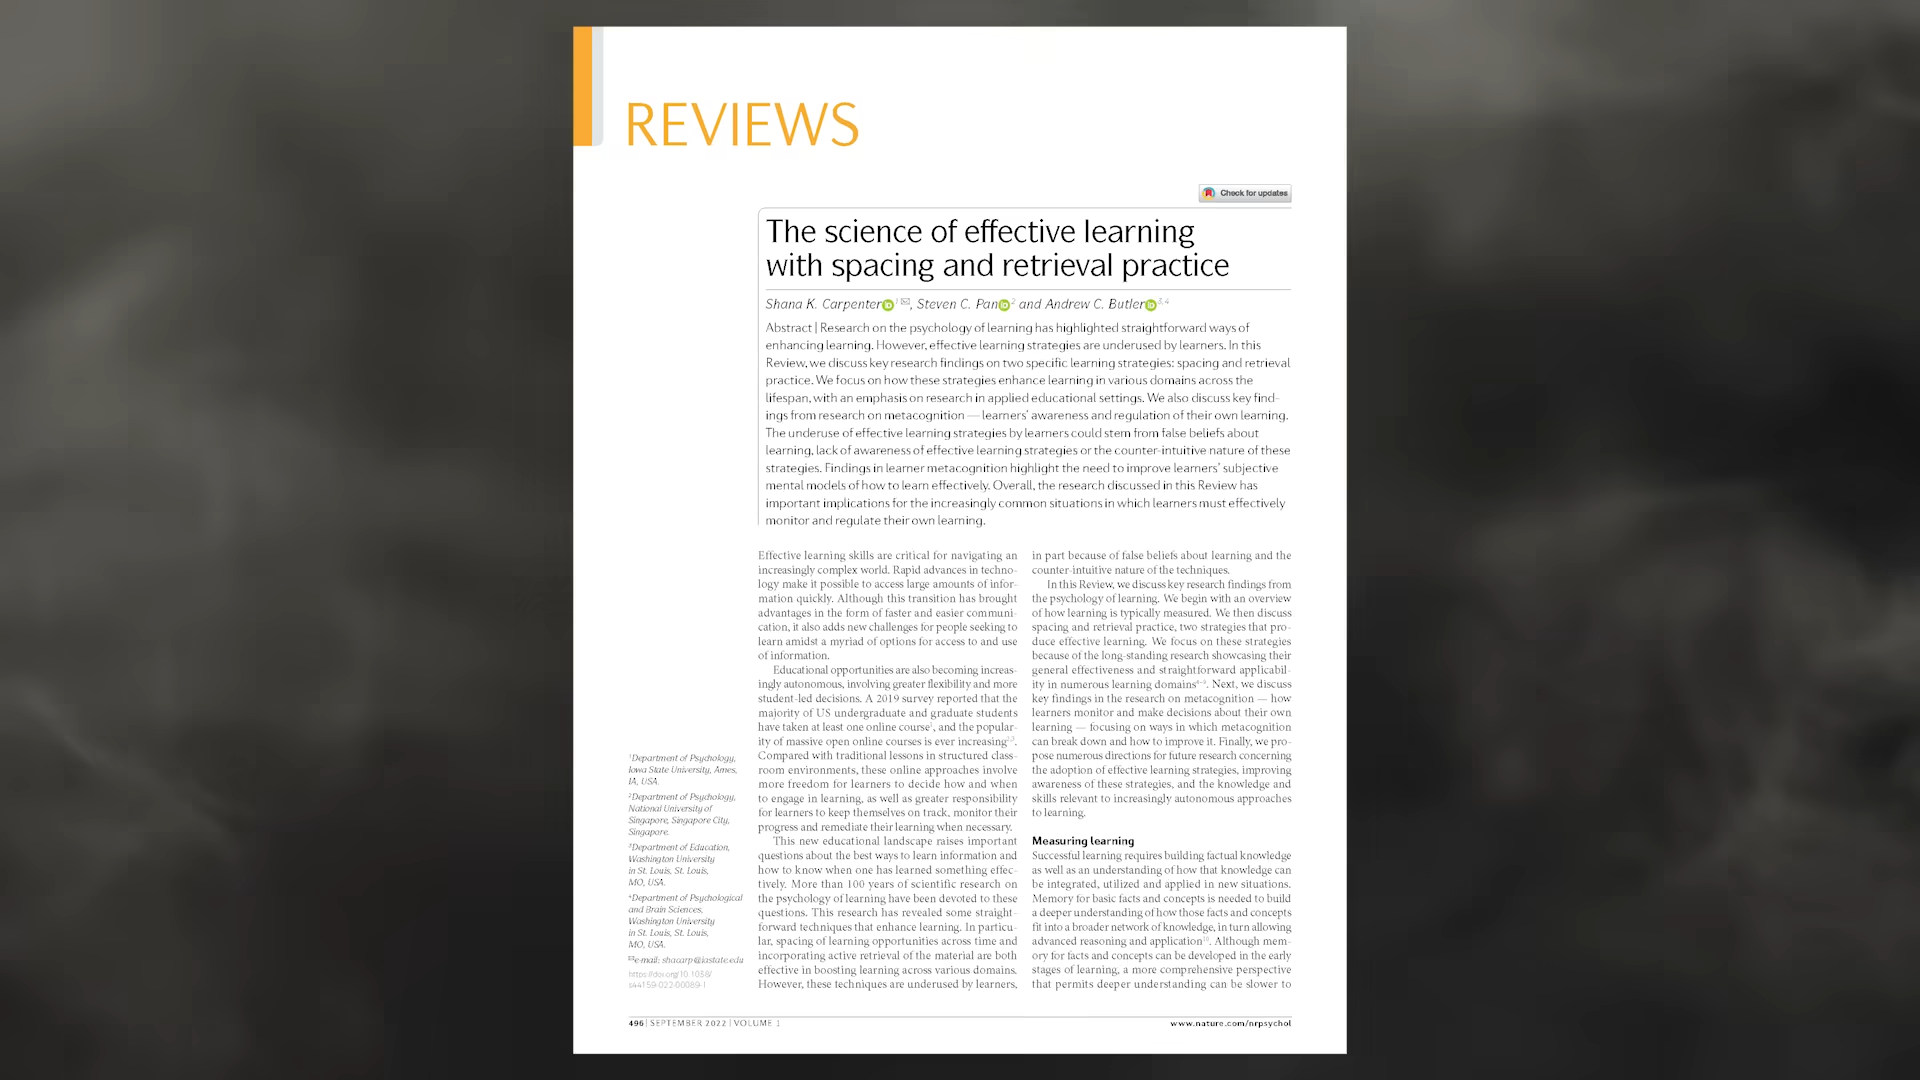 REVIEWS
Check for updates
The science of effective learning
with spacing and retrieval practice
Shana K. Carpenter 1, Steven C. Pan 2 and Andrew C. Butler 3,4
Abstract | Research on the psychology of learning has highlighted straightforward ways of
enhancing learning. However, effective learning strategies are underused by learners. In this
Review, we discuss key research findings on two specific learning strategies: spacing and retrieval
practice. We focus on how these strategies enhance learning in various domains across the
lifespan, with an emphasis on research in applied educational settings. We also discuss key find-
ings from research on metacognition — learners' awareness and regulation of their own learning.
The underuse of effective learning strategies by learners could stem from false beliefs about
learning, lack of awareness of effective learning strategies or the counter-intuitive nature of these
strategies. Findings in learner metacognition highlight the need to improve learners' subjective
mental models of how to learn effectively. Overall, the research discussed in this Review has
important implications for the increasingly common situations in which learners must effectively
monitor and regulate their own learning.
Effective learning skills are critical for navigating an
increasingly complex world. Rapid advances in techno-
logy make it possible to access large amounts of infor-
mation quickly. Although this transition has brought
advantages in the form of faster and easier communi-
cation, it also adds new challenges for people seeking to
learn amidst a myriad of options for access to and use
of information.
Educational opportunities are also becoming increas-
ingly autonomous, involving greater flexibility and more
student-led decisions. A 2019 survey reported that the
majority of US undergraduate and graduate students
have taken at least one online course1, and the popular-
ity of massive open online courses is ever increasing2,3.
Compared with traditional lessons in structured class-
room environments, these online approaches involve
more freedom for learners to decide how and when
to engage in learning, as well as greater responsibility
for learners to keep themselves on track, monitor their
progress and remediate their learning when necessary.
This new educational landscape raises important
questions about the best ways to learn information and
how to know when one has learned something effec-
tively. More than 100 years of scientific research on
the psychology of learning have been devoted to these
questions. This research has revealed some straight-
forward techniques that enhance learning. In particu-
lar, spacing of learning opportunities across time and
incorporating active retrieval of the material are both
effective in boosting learning across various domains.
However, these techniques are underused by learners,
in part because of false beliefs about learning and the
counter-intuitive nature of the techniques.
In this Review, we discuss key research findings from
the psychology of learning. We begin with an overview
of how learning is typically measured. We then discuss
spacing and retrieval practice, two strategies that pro-
duce effective learning. We focus on these strategies
because of the long-standing research showcasing their
general effectiveness and straightforward applicabil-
ity in numerous learning domains4–9. Next, we discuss
key findings in the research on metacognition — how
learners monitor and make decisions about their own
learning — focusing on ways in which metacognition
can break down and how to improve it. Finally, we pro-
pose numerous directions for future research concerning
the adoption of effective learning strategies, improving
awareness of these strategies, and the knowledge and
skills relevant to increasingly autonomous approaches
to learning.
Measuring learning
Successful learning requires building factual knowledge
as well as an understanding of how that knowledge can
be integrated, utilized and applied in new situations.
Memory for basic facts and concepts is needed to build
a deeper understanding of how those facts and concepts
fit into a broader network of knowledge, in turn allowing
advanced reasoning and application10. Although mem-
ory for facts and concepts can be developed in the early
stages of learning, a more comprehensive perspective
that permits deeper understanding can be slower to
1Department of Psychology,
Iowa State University, Ames,
IA, USA.
2Department of Psychology,
National University of
Singapore, Singapore City,
Singapore.
3Department of Education,
Washington University
in St. Louis, St. Louis,
MO, USA.
4Department of Psychological
and Brain Sciences,
Washington University
in St. Louis, St. Louis,
MO, USA.
e-mail: shacarp@iastate.edu
https://doi.org/10.1038/
s44159-022-00089-1
496 | SEPTEMBER 2022 | VOLUME 1
www.nature.com/nrpsychol